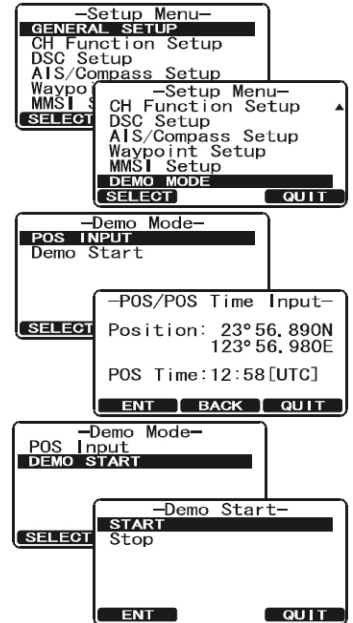 —Setup Menu—
GENERAL SETUP
CH Function Setup
DSC Setup
AIS/Compass Setup
Waypoi
MMSI S
SELECT
—Setup Menu—
CH Function Setup
DSC Setup
AIS/Compass Setup
Waypoint Setup
MMSI Setup
DEMO MODE
SELECT QUIT
—Demo Mode—
POS INPUT
Demo Start
SELECT
—POS/POS Time Input—
Position: 23°56.890N
123°56.980E
POS Time:12:58[UTC]
ENT BACK QUIT
—Demo Mode—
POS Input
DEMO START
SELECT
—Demo Start—
START
Stop
ENT QUIT